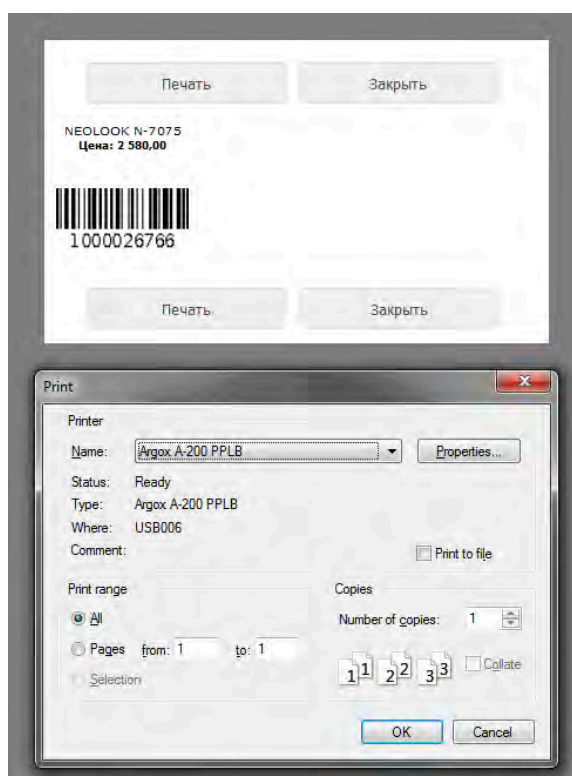 Печать Закрыть
NEOLOOK N-7075
Цена: 2 580,00
1000026766
Печать Закрыть
Print
Printer
Name: Argox A-200 PPLB Properties...
Status: Ready
Type: Argox A-200 PPLB
Where: USB006
Comment: Print to file
Print range Copies
All Number of copies: 1
Pages from: 1 to: 1
1 1 2 2 3 3 Collate
Selection
OK Cancel